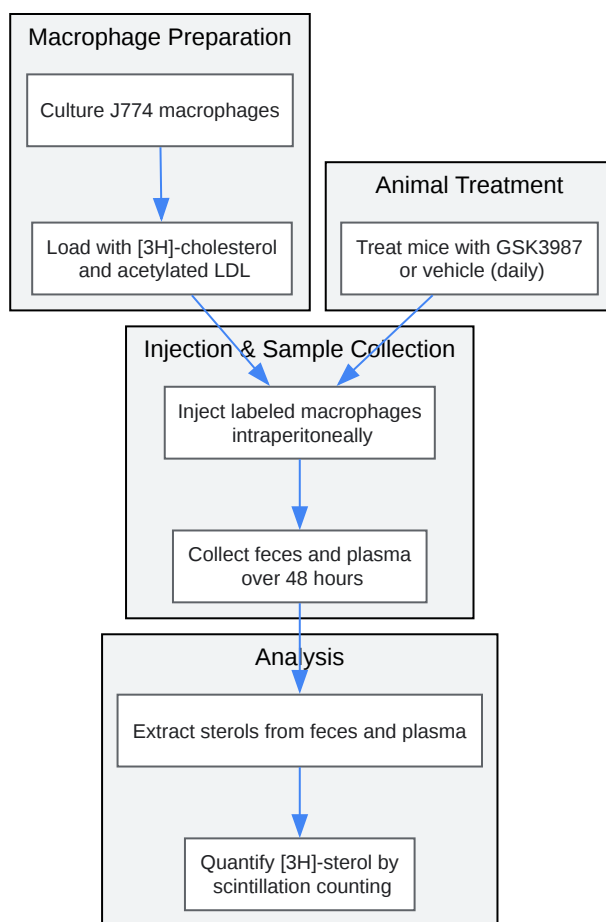 Macrophage Preparation
Culture J774 macrophages
Load with [3H]-cholesterol
and acetylated LDL
Animal Treatment
Treat mice with GSK3987
or vehicle (daily)
Injection & Sample Collection
Inject labeled macrophages
intraperitoneally
Collect feces and plasma
over 48 hours
Analysis
Extract sterols from feces and plasma
Quantify [3H]-sterol by
scintillation counting